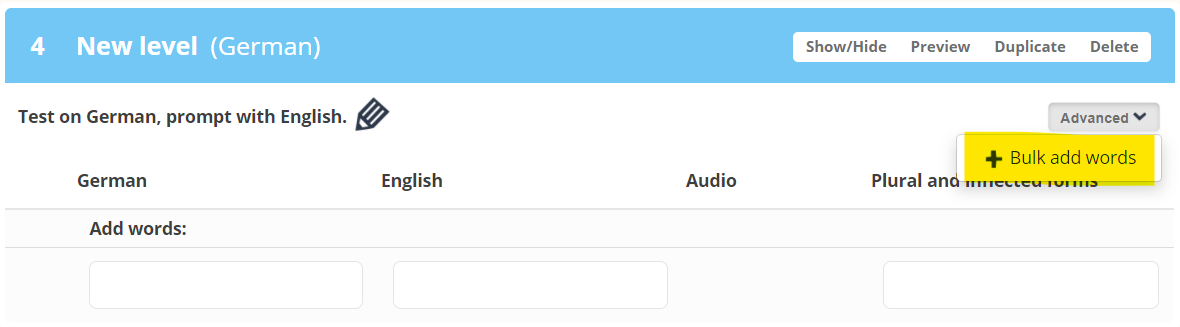 4 New level (German) Show/Hide Preview Duplicate Delete
Test on German, prompt with English. Advanced
Bulk add words
German English Audio Plural and inflected forms
Add words: